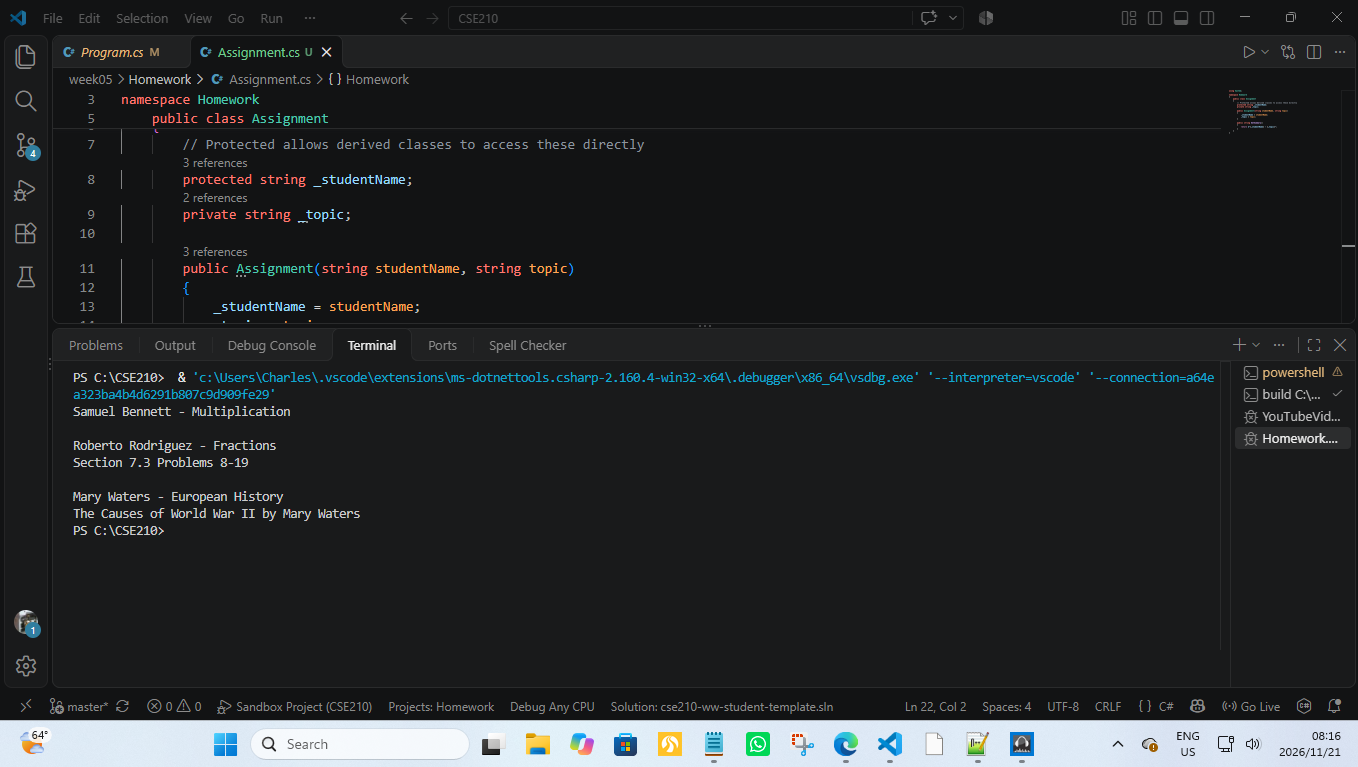 File Edit Selection View Go Run ··· CSE210
Program.cs M Assignment.cs U
week05 > Homework > Assignment.cs > { } Homework
3 namespace Homework
5 public class Assignment
{
7 // Protected allows derived classes to access these directly
3 references
8 protected string _studentName;
2 references
9 private string _topic;
10
3 references
11 public Assignment(string studentName, string topic)
12 {
13 _studentName = studentName;
Problems Output Debug Console Terminal Ports Spell Checker
PS C:\CSE210> & 'c:\Users\Charles\.vscode\extensions\ms-dotnettools.csharp-2.160.4-win32-x64\.debugger\x86_64\vsdbg.exe' '--interpreter=vscode' '--connection=a64e
a323ba4b4d6291b807c9d909fe29'
Samuel Bennett - Multiplication
Roberto Rodriguez - Fractions
Section 7.3 Problems 8-19
Mary Waters - European History
The Causes of World War II by Mary Waters
PS C:\CSE210>
powershell
build C:\...
YouTubeVid...
Homework....
4
1
master* 0 0 Sandbox Project (CSE210) Projects: Homework Debug Any CPU Solution: cse210-ww-student-template.sln Ln 22, Col 2 Spaces: 4 UTF-8 CRLF { } C# Go Live
64° Search ENG 08:16
US 2026/11/21